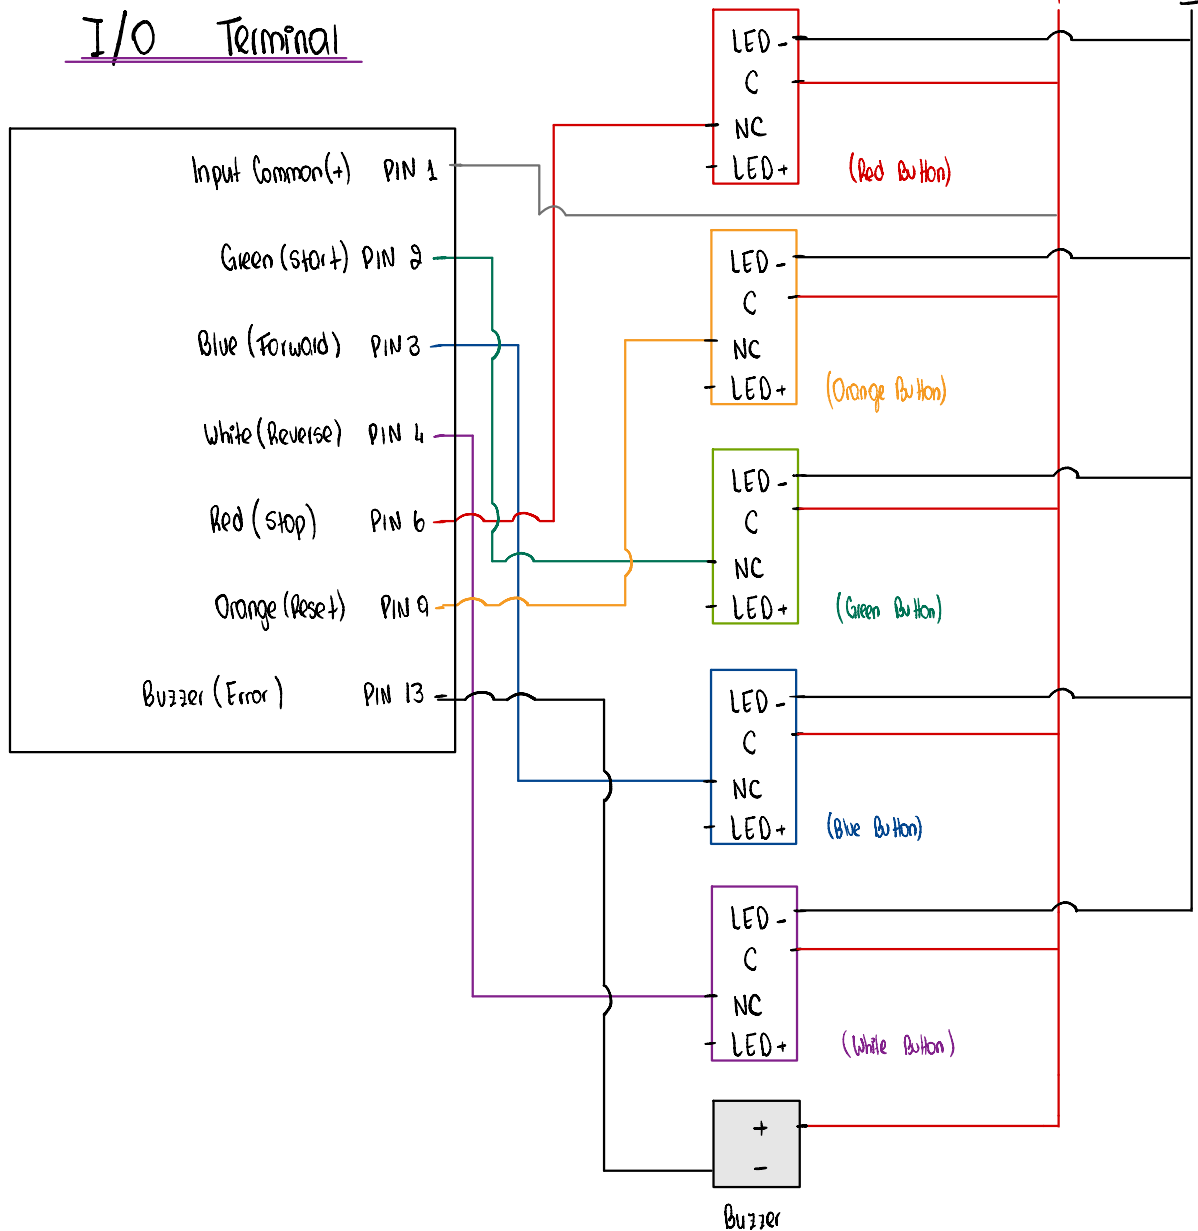 I/O Terminal
Input Common(+) PIN 1
Green (Start) PIN 2
Blue (Forward) PIN 3
White (Reverse) PIN 4
Red (Stop) PIN 6
Orange (Reset) PIN 9
Buzzer (Error) PIN 13
LED -
C
NC
LED+
(Red Button)
LED -
C
NC
LED+
(Orange Button)
LED -
C
NC
LED+
(Green Button)
LED -
C
NC
LED+
(Blue Button)
LED -
C
NC
LED+
(White Button)
+
-
Buzzer